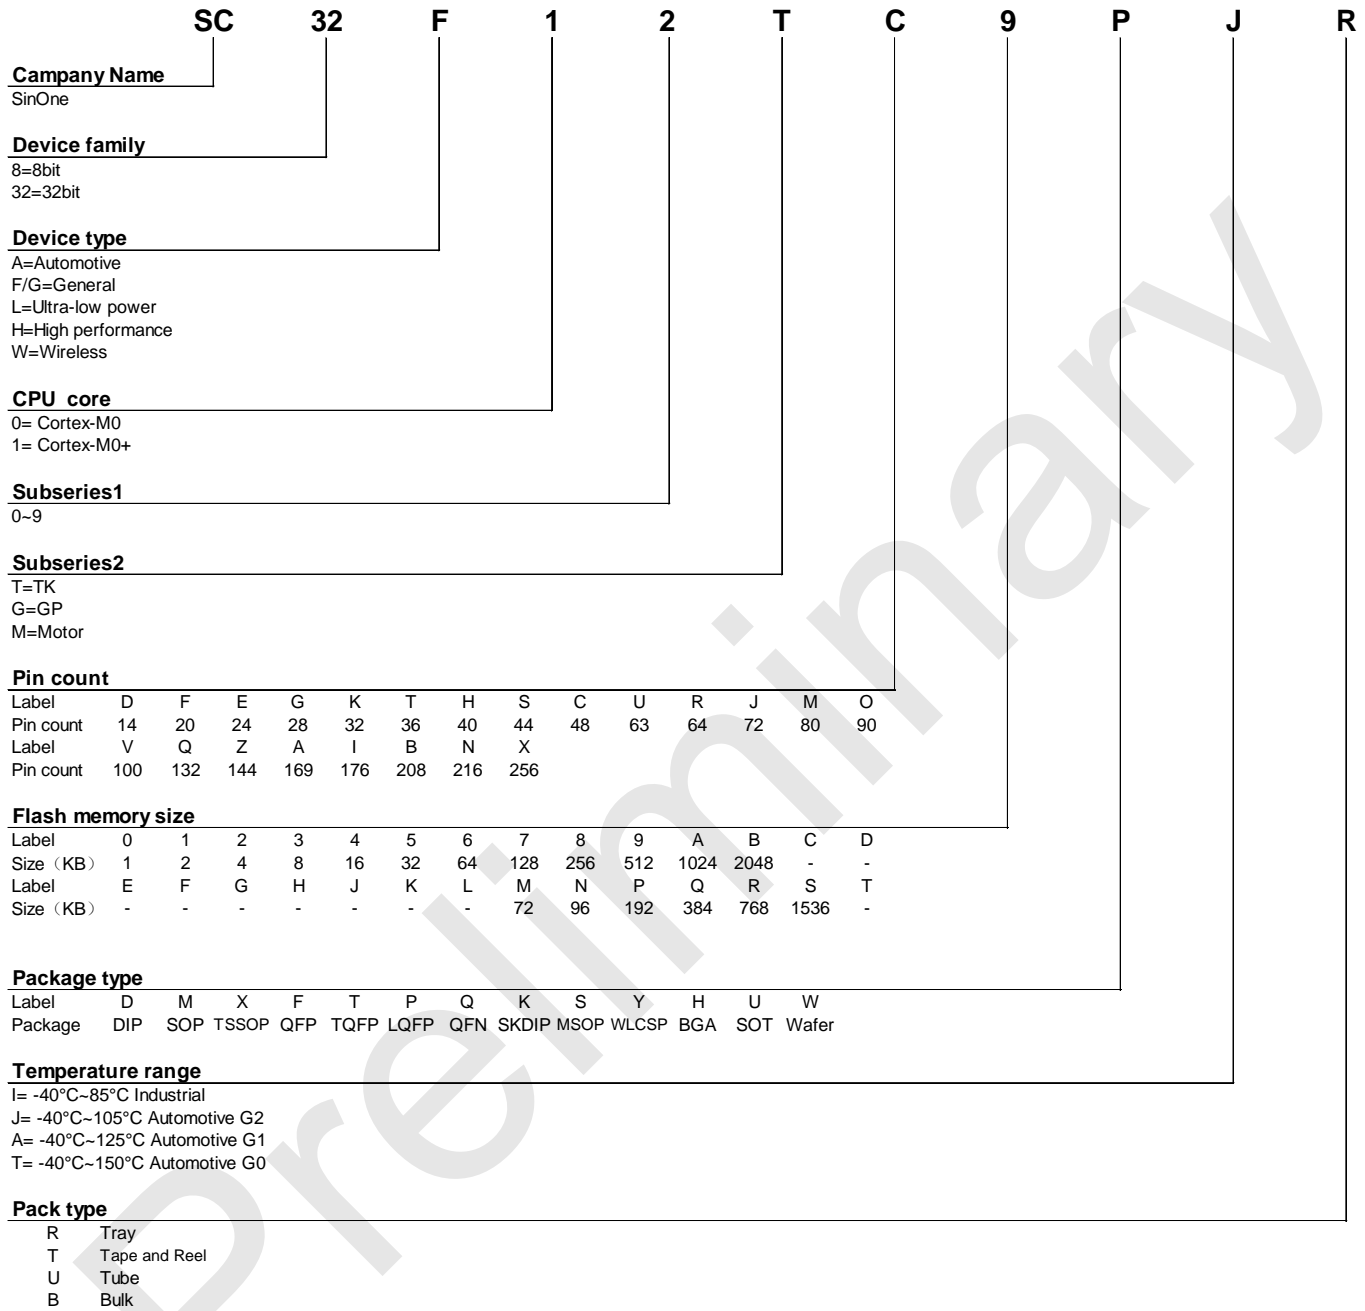 SC 32 F 1 2 T C 9 P J R
Campany Name
SinOne
Device family
8=8bit
32=32bit
Device type
A=Automotive
F/G=General
L=Ultra-low power
H=High performance
W=Wireless
CPU core
0= Cortex-M0
1= Cortex-M0+
Subseries1
0~9
Subseries2
T=TK
G=GP
M=Motor
Pin count
Label D F E G K T H S C U R J M O
Pin count 14 20 24 28 32 36 40 44 48 63 64 72 80 90
Label V Q Z A I B N X
Pin count 100 132 144 169 176 208 216 256
Flash memory size
Label 0 1 2 3 4 5 6 7 8 9 A B C D
Size（KB） 1 2 4 8 16 32 64 128 256 512 1024 2048 - -
Label E F G H J K L M N P Q R S T
Size（KB） - - - - - - - 72 96 192 384 768 1536 -
Package type
Label D M X F T P Q K S Y H U W
Package DIP SOP TSSOP QFP TQFP LQFP QFN SKDIP MSOP WLCSP BGA SOT Wafer
Temperature range
I= -40°C~85°C Industrial
J= -40°C~105°C Automotive G2
A= -40°C~125°C Automotive G1
T= -40°C~150°C Automotive G0
Pack type
R Tray
T Tape and Reel
U Tube
B Bulk
Preliminary